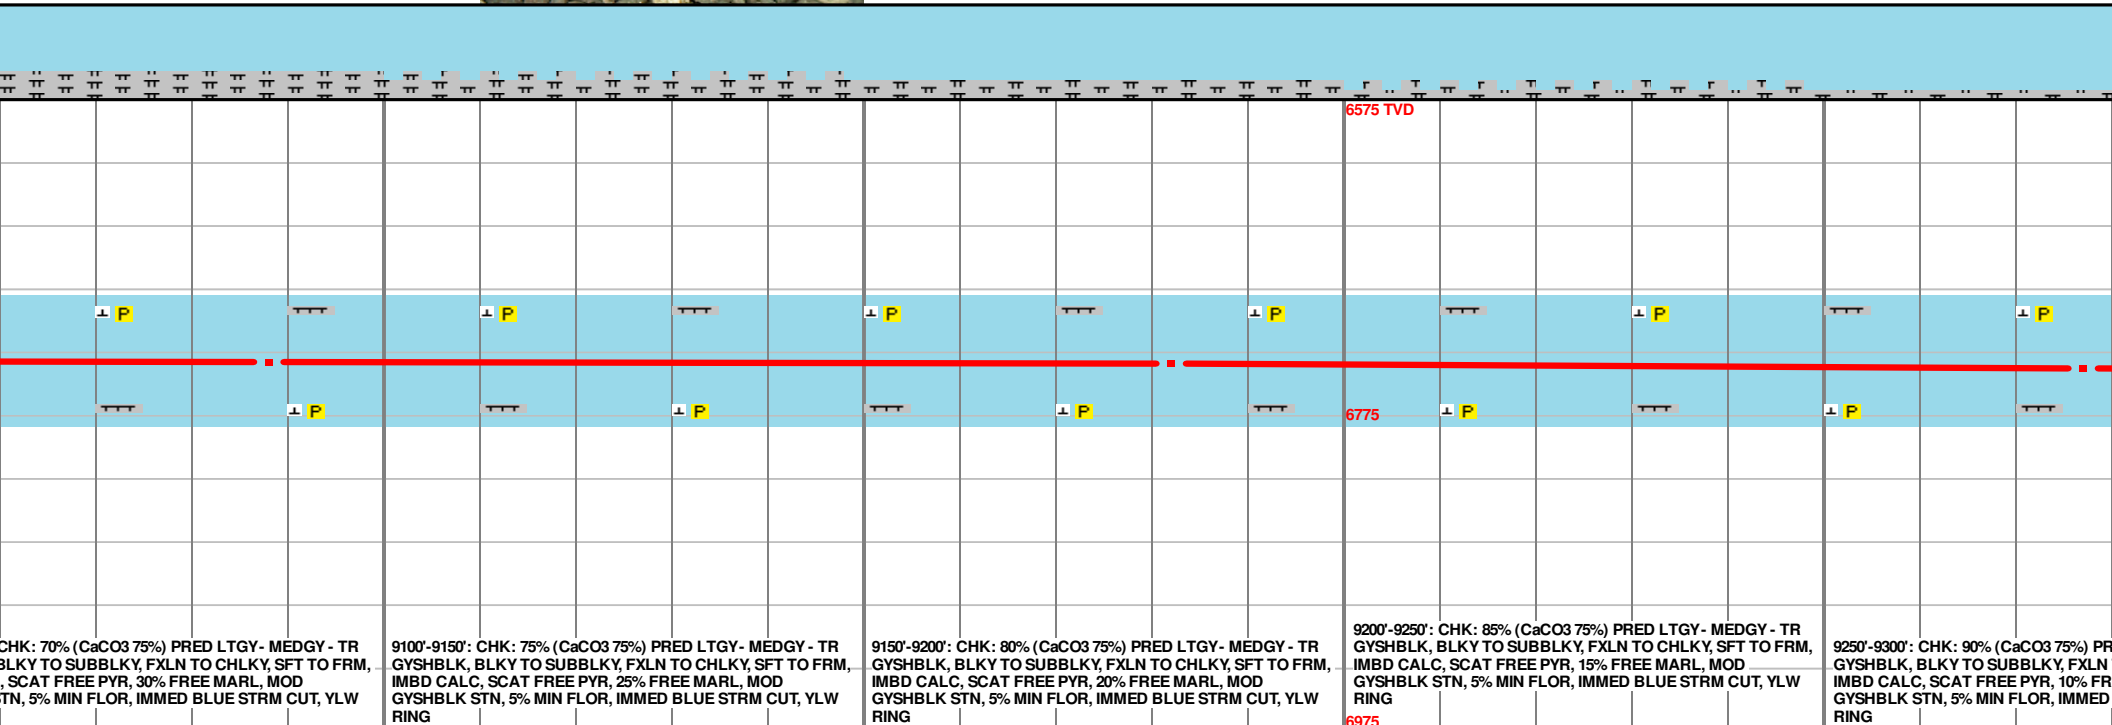 6575 TVD
P P P P P P
6775
P P P P P
CHK: 70% (CaCO3 75%) PRED LTGY- MEDGY - TR
BLKY TO SUBBLKY, FXLN TO CHLKY, SFT TO FRM,
, SCAT FREE PYR, 30% FREE MARL, MOD
STN, 5% MIN FLOR, IMMED BLUE STRM CUT, YLW
9100'-9150': CHK: 75% (CaCO3 75%) PRED LTGY- MEDGY - TR
GYSHBLK, BLKY TO SUBBLKY, FXLN TO CHLKY, SFT TO FRM,
IMBD CALC, SCAT FREE PYR, 25% FREE MARL, MOD
GYSHBLK STN, 5% MIN FLOR, IMMED BLUE STRM CUT, YLW
RING
9150'-9200': CHK: 80% (CaCO3 75%) PRED LTGY- MEDGY - TR
GYSHBLK, BLKY TO SUBBLKY, FXLN TO CHLKY, SFT TO FRM,
IMBD CALC, SCAT FREE PYR, 20% FREE MARL, MOD
GYSHBLK STN, 5% MIN FLOR, IMMED BLUE STRM CUT, YLW
RING
9200'-9250': CHK: 85% (CaCO3 75%) PRED LTGY- MEDGY - TR
GYSHBLK, BLKY TO SUBBLKY, FXLN TO CHLKY, SFT TO FRM,
IMBD CALC, SCAT FREE PYR, 15% FREE MARL, MOD
GYSHBLK STN, 5% MIN FLOR, IMMED BLUE STRM CUT, YLW
RING
6975
9250'-9300': CHK: 90% (CaCO3 75%) PR
GYSHBLK, BLKY TO SUBBLKY, FXLN
IMBD CALC, SCAT FREE PYR, 10% FR
GYSHBLK STN, 5% MIN FLOR, IMMED
RING